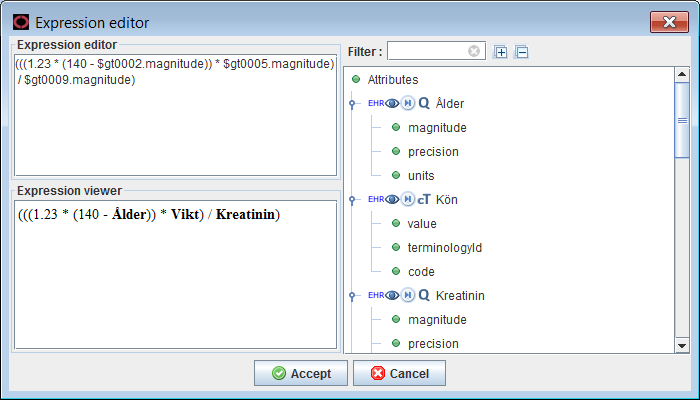 Expression editor
Expression editor
(((1.23 * (140 - $gt0002.magnitude)) * $gt0005.magnitude)
/ $gt0009.magnitude)
Expression viewer
(((1.23 * (140 - Ålder)) * Vikt) / Kreatinin)
Filter :
Attributes
EHR Q Ålder
magnitude
precision
units
EHR cT Kön
value
terminologyId
code
EHR Q Kreatinin
magnitude
precision
Accept
Cancel